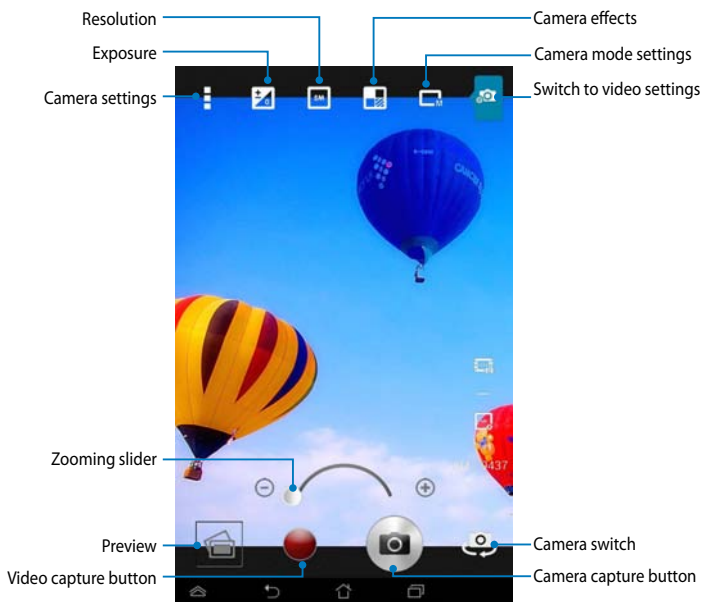 Resolution
Exposure
Camera settings
Camera effects
Camera mode settings
Switch to video settings
5M
M
Zooming slider
Preview
Video capture button
Camera switch
Camera capture button